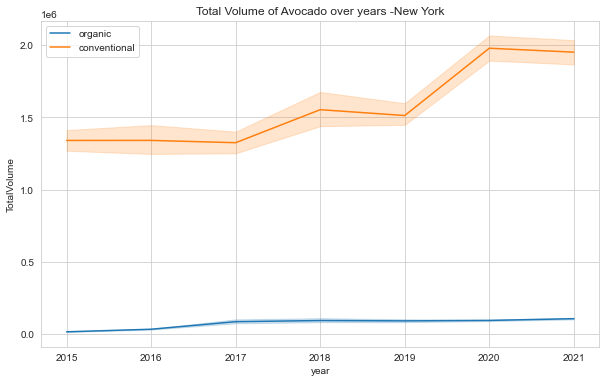 Total Volume of Avocado over years -New York
1e6
organic
conventional
2.0
1.5
1.0
0.5
0.0
TotalVolume
2015 2016 2017 2018 2019 2020 2021
year